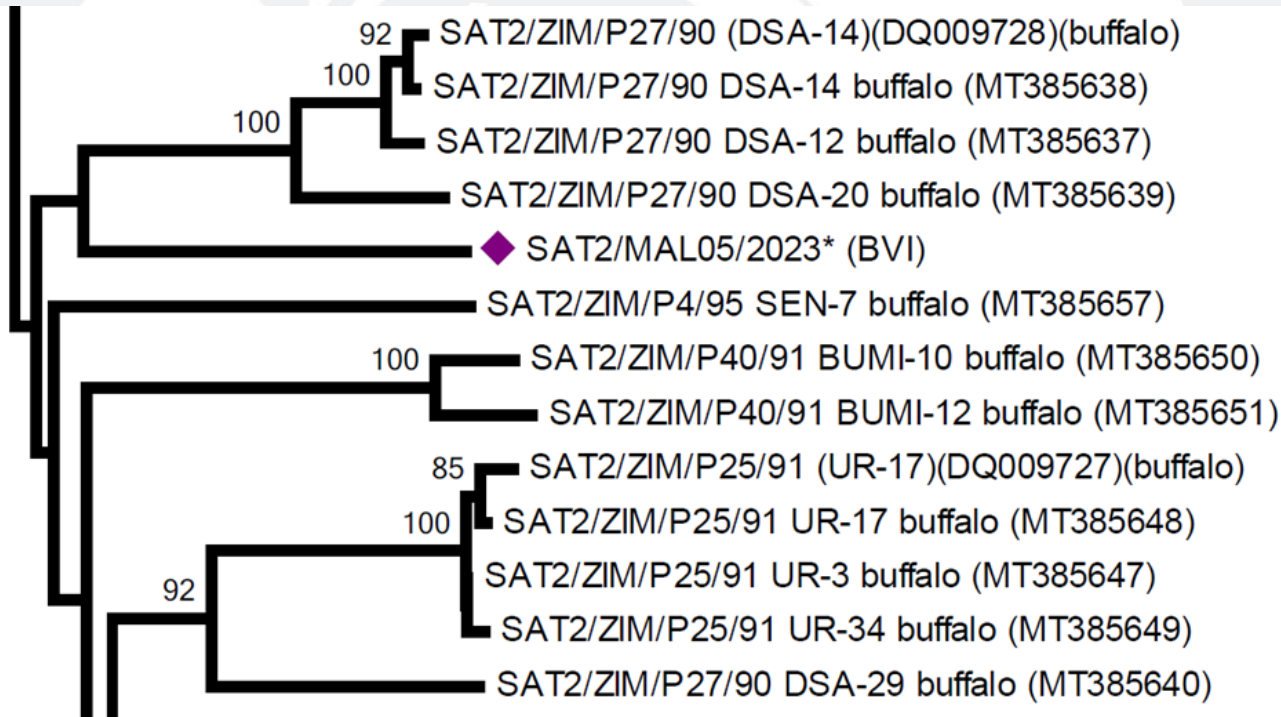 92
SAT2/ZIM/P27/90 (DSA-14)(DQ009728)(buffalo)
100
SAT2/ZIM/P27/90 DSA-14 buffalo (MT385638)
100
SAT2/ZIM/P27/90 DSA-12 buffalo (MT385637)
SAT2/ZIM/P27/90 DSA-20 buffalo (MT385639)
SAT2/MAL05/2023* (BVI)
SAT2/ZIM/P4/95 SEN-7 buffalo (MT385657)
100
SAT2/ZIM/P40/91 BUMI-10 buffalo (MT385650)
SAT2/ZIM/P40/91 BUMI-12 buffalo (MT385651)
85
SAT2/ZIM/P25/91 (UR-17)(DQ009727)(buffalo)
100
SAT2/ZIM/P25/91 UR-17 buffalo (MT385648)
SAT2/ZIM/P25/91 UR-3 buffalo (MT385647)
92
SAT2/ZIM/P25/91 UR-34 buffalo (MT385649)
SAT2/ZIM/P27/90 DSA-29 buffalo (MT385640)